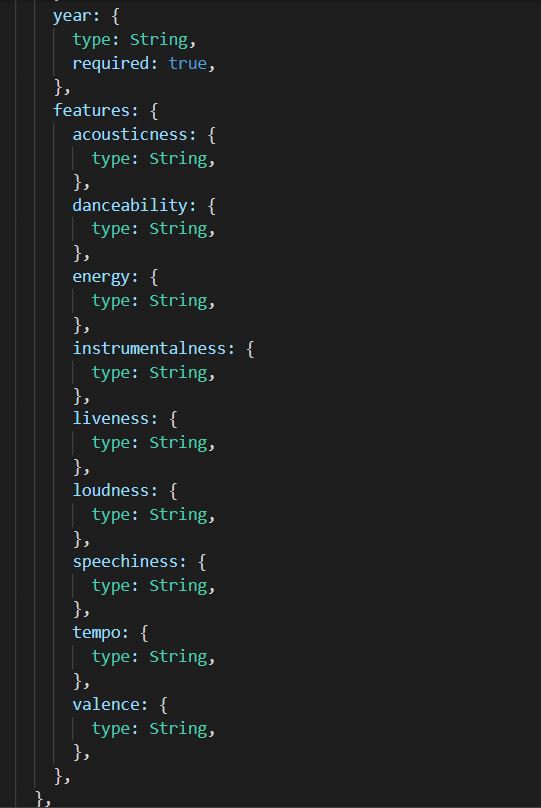 year: {
type: String,
required: true,
},
features: {
acousticness: {
type: String,
},
danceability: {
type: String,
},
energy: {
type: String,
},
instrumentalness: {
type: String,
},
liveness: {
type: String,
},
loudness: {
type: String,
},
speechiness: {
type: String,
},
tempo: {
type: String,
},
valence: {
type: String,
},
},
},